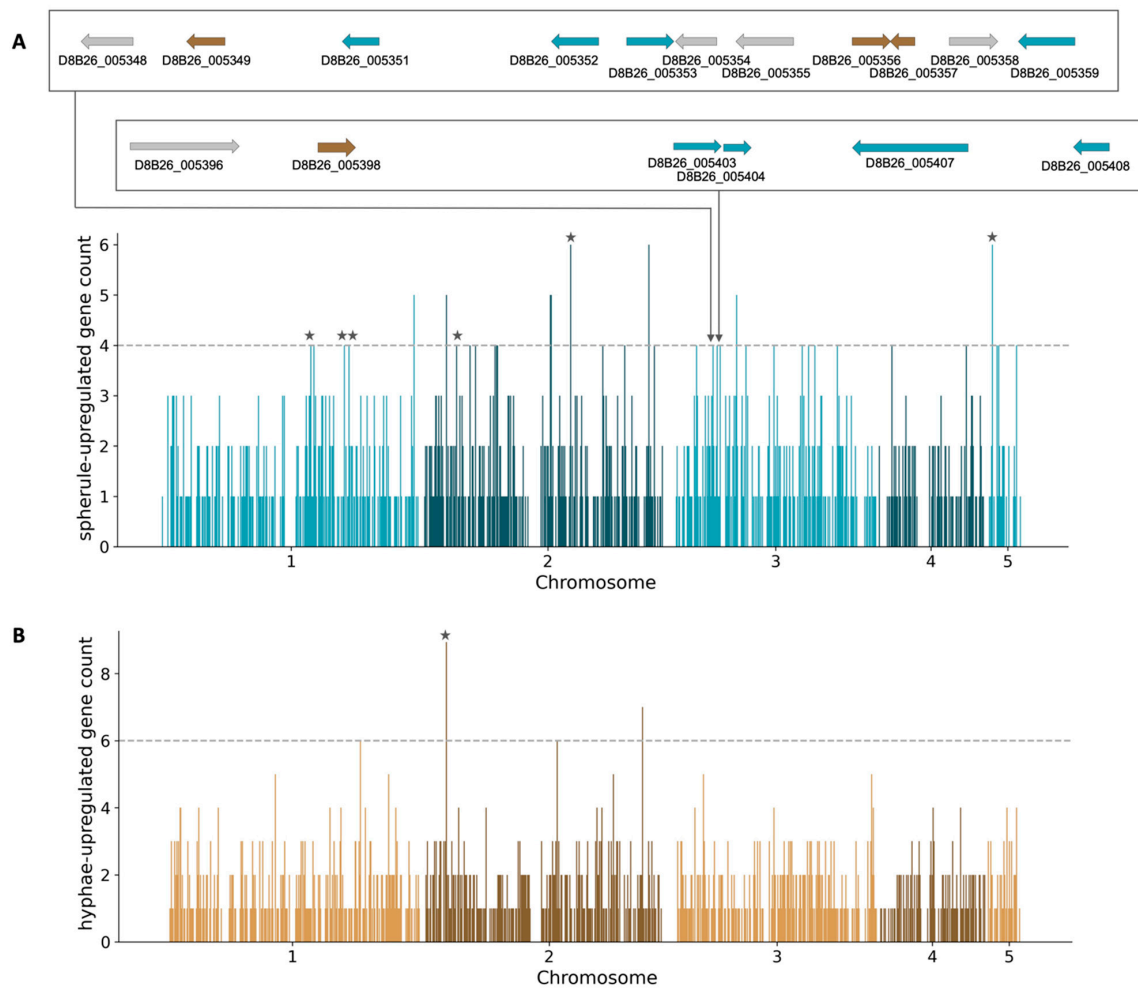 A
D8B26_005348 D8B26_005349 D8B26_005351 D8B26_005352 D8B26_005353 D8B26_005354 D8B26_005355 D8B26_005356 D8B26_005357 D8B26_005358 D8B26_005359
D8B26_005396 D8B26_005398 D8B26_005403 D8B26_005404 D8B26_005407 D8B26_005408
spherule-upregulated gene count
6
5
4
3
2
1
0
1 2 3 4 5
Chromosome
B
hyphae-upregulated gene count
8
6
4
2
0
1 2 3 4 5
Chromosome